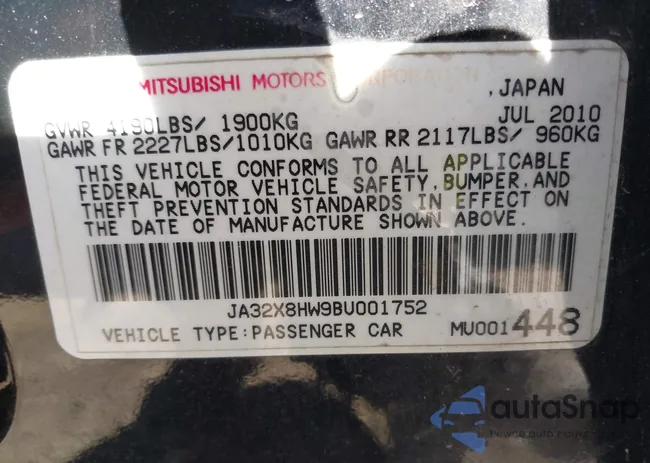 MITSUBISHI MOTORS CORPORATION
, JAPAN
GVWR 4190LBS/ 1900KG JUL 2010
GAWR FR 2227LBS/1010KG GAWR RR 2117LBS/ 960KG
THIS VEHICLE CONFORMS TO ALL APPLICABLE
FEDERAL MOTOR VEHICLE SAFETY, BUMPER, AND
THEFT PREVENTION STANDARDS IN EFFECT ON
THE DATE OF MANUFACTURE SHOWN ABOVE.
JA32X8HW9BU001752
VEHICLE TYPE:PASSENGER CAR MU001448
autaSnap